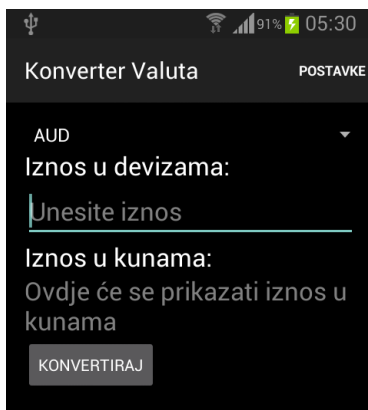 91% 05:30
Konverter Valuta POSTAVKE
AUD
Iznos u devizama:
Unesite iznos
Iznos u kunama:
Ovdje će se prikazati iznos u
kunama
KONVERTIRAJ